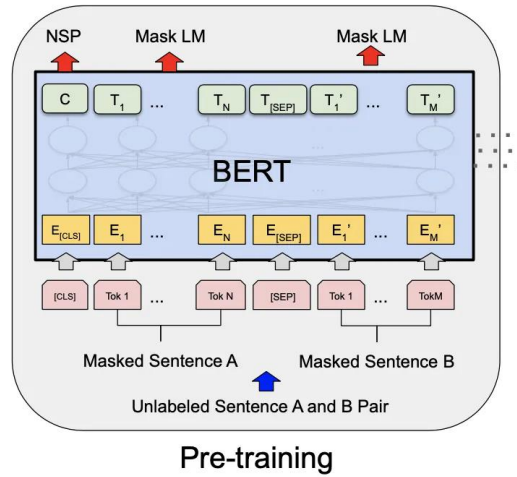 NSP Mask LM Mask LM
C T1 ... TN T[SEP] T1' ... TM'
BERT
E[CLS] E1 ... EN E[SEP] E1' ... EM'
[CLS] Tok 1 ... Tok N [SEP] Tok 1 ... TokM
Masked Sentence A Masked Sentence B
Unlabeled Sentence A and B Pair
Pre-training